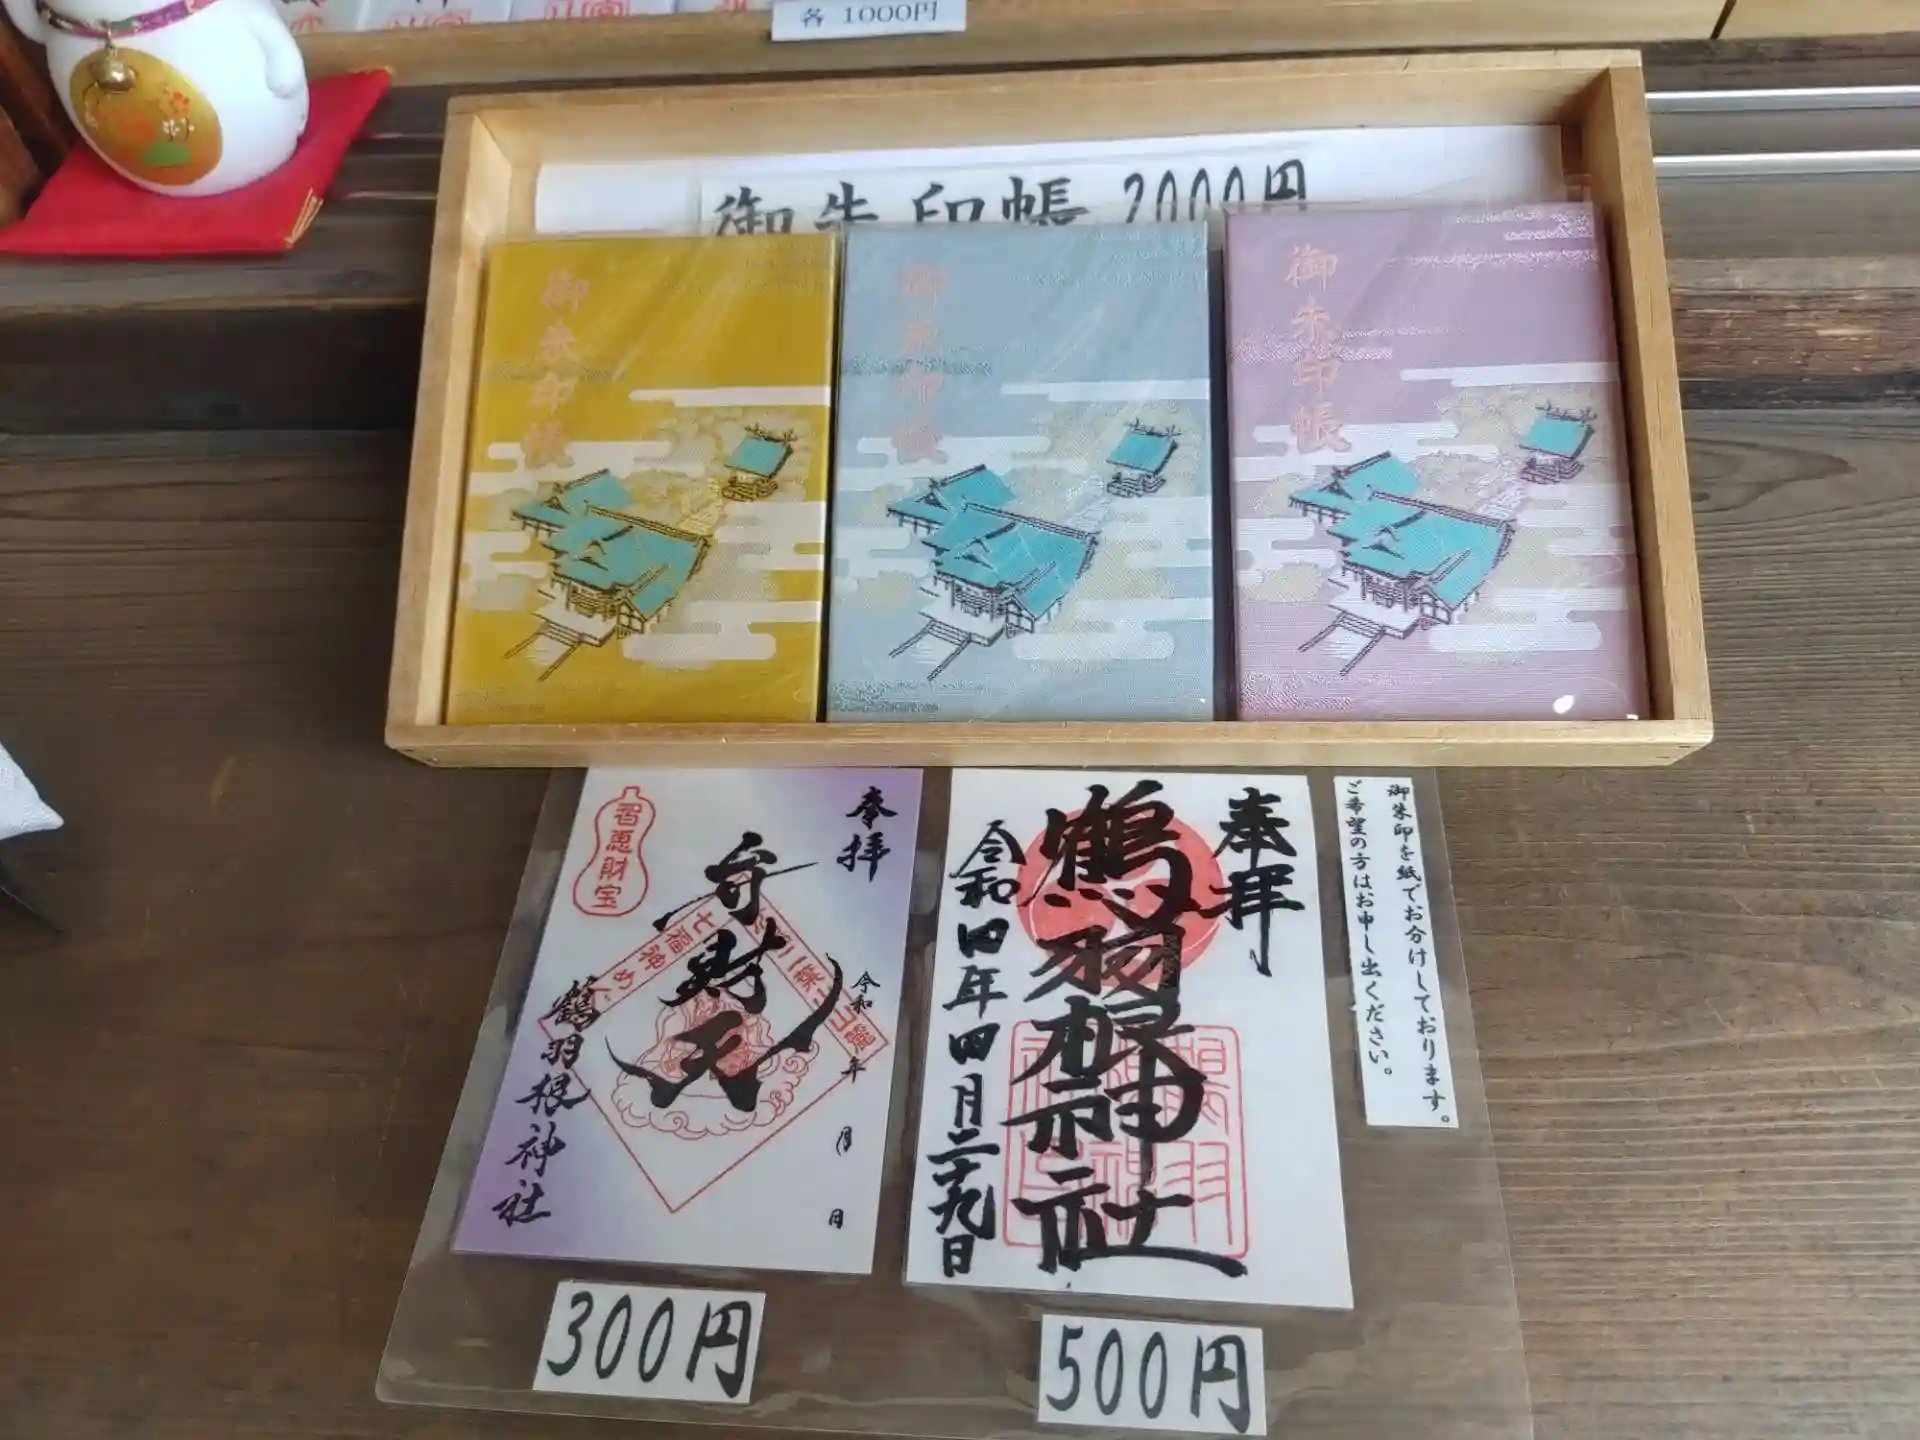 各 1000円
御朱印帳 2000円
御朱印帳
御朱印帳
御朱印帳
奉拝
弁財天
智恵財宝
七福神めぐ
令和 年 月 日
鶴羽根神社
奉拝
鶴羽根神社
令和四年四月二十九日
御朱印を紙でお分けしております。
ご希望の方はお申し出ください。
300円
500円